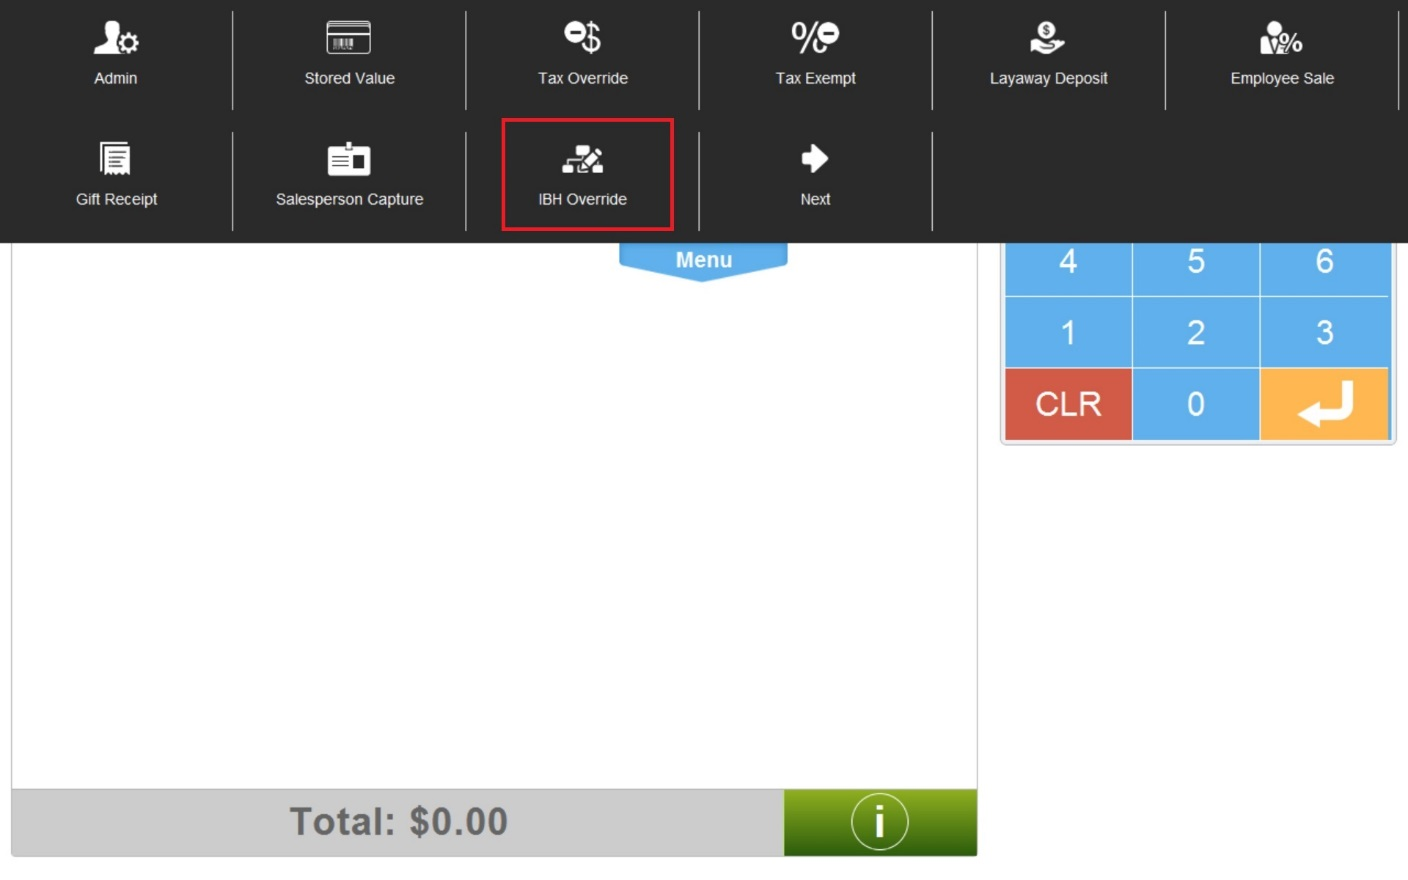 Admin
Stored Value
Tax Override
Tax Exempt
Layaway Deposit
Employee Sale
Gift Receipt
Salesperson Capture
IBH Override
Next
Menu
4 5 6
1 2 3
CLR 0
Total: $0.00
i